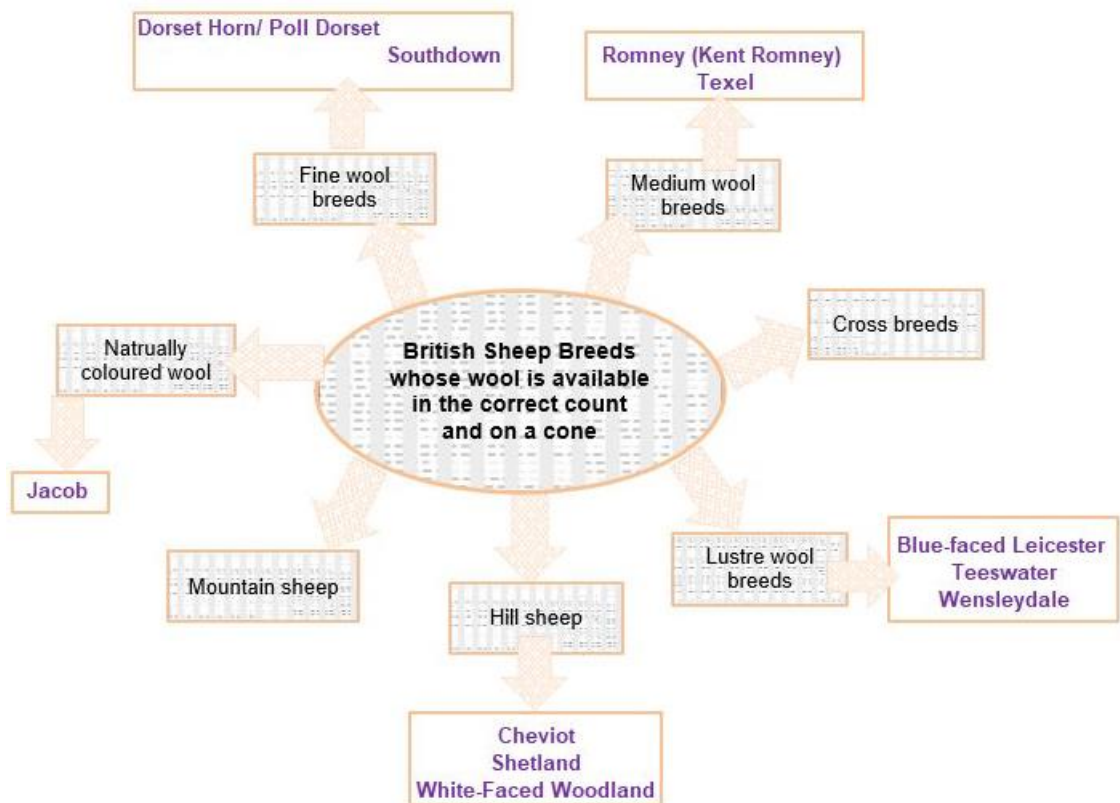 Dorset Horn/ Poll Dorset
Southdown
Romney (Kent Romney)
Texel
Fine wool
breeds
Medium wool
breeds
Natrually
coloured wool
British Sheep Breeds
whose wool is available
in the correct count
and on a cone
Cross breeds
Jacob
Mountain sheep
Hill sheep
Lustre wool
breeds
Blue-faced Leicester
Teeswater
Wensleydale
Cheviot
Shetland
White-Faced Woodland